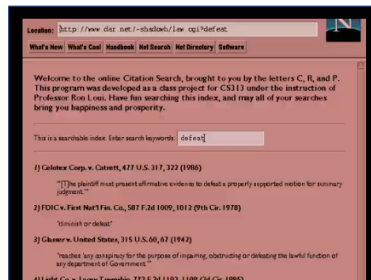 Location: http://www.dsr.net/~shadowh/law.cgi?defeat
N
What's New What's Cool Handbook Net Search Net Directory Software
Welcome to the online Citation Search, brought to you by the letters C, R, and P.
This program was developed as a class project for CS313 under the instruction of
Professor Ron Loui. Have fun searching this index, and may all of your searches
bring you happiness and prosperity.
This is a searchable index. Enter search keywords: defeat
1) Celotex Corp. v. Catrett, 477 U.S. 317, 322 (1986)
"[T]he plaintiff must present affirmative evidence to defeat a properly supported motion for summary
judgment."
2) FDIC v. First Nat'l Fin. Co., 587 F.2d 1009, 1012 (9th Cir. 1978)
"diminish or defeat"
3) Glasser v. United States, 315 U.S. 60, 67 (1942)
"reaches 'any conspiracy for the purpose of impairing, obstructing or defeating the lawful function of
any department of Government.'"